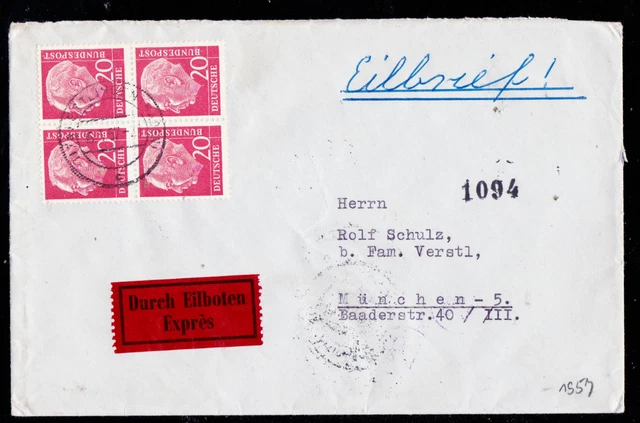 20 DEUTSCHE BUNDESPOST
20 DEUTSCHE BUNDESPOST
20 DEUTSCHE BUNDESPOST
20 DEUTSCHE BUNDESPOST
Eilbrief!
1094
Herrn
Rolf Schulz,
b. Fam. Verstl,
München - 5.
Baaderstr.40 / III.
Durch Eilboten
Exprès